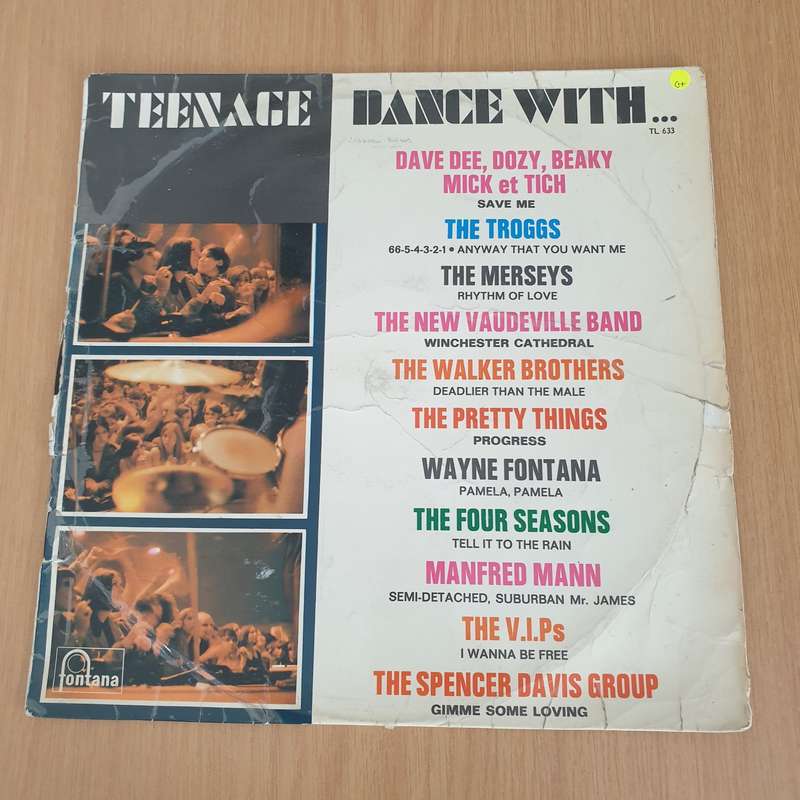 TEENAGE DANCE WITH...
TL 633
G+
DAVE DEE, DOZY, BEAKY
MICK et TICH
SAVE ME
THE TROGGS
66-5-4-3-2-1 • ANYWAY THAT YOU WANT ME
THE MERSEYS
RHYTHM OF LOVE
THE NEW VAUDEVILLE BAND
WINCHESTER CATHEDRAL
THE WALKER BROTHERS
DEADLIER THAN THE MALE
THE PRETTY THINGS
PROGRESS
WAYNE FONTANA
PAMELA, PAMELA
THE FOUR SEASONS
TELL IT TO THE RAIN
MANFRED MANN
SEMI-DETACHED, SUBURBAN Mr. JAMES
THE V.I.Ps
I WANNA BE FREE
THE SPENCER DAVIS GROUP
GIMME SOME LOVING
fontana